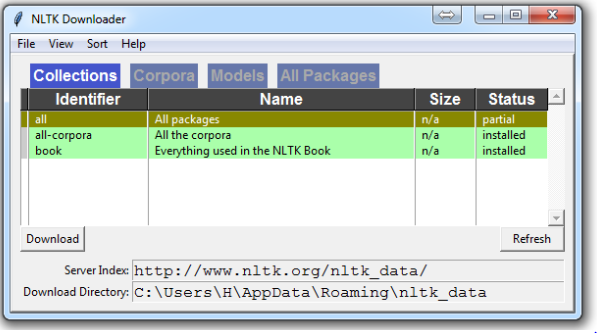 NLTK Downloader
File View Sort Help
Collections Corpora Models All Packages
Identifier Name Size Status
all All packages n/a partial
all-corpora All the corpora n/a installed
book Everything used in the NLTK Book n/a installed
Download Refresh
Server Index: http://www.nltk.org/nltk_data/
Download Directory: C:\Users\H\AppData\Roaming\nltk_data